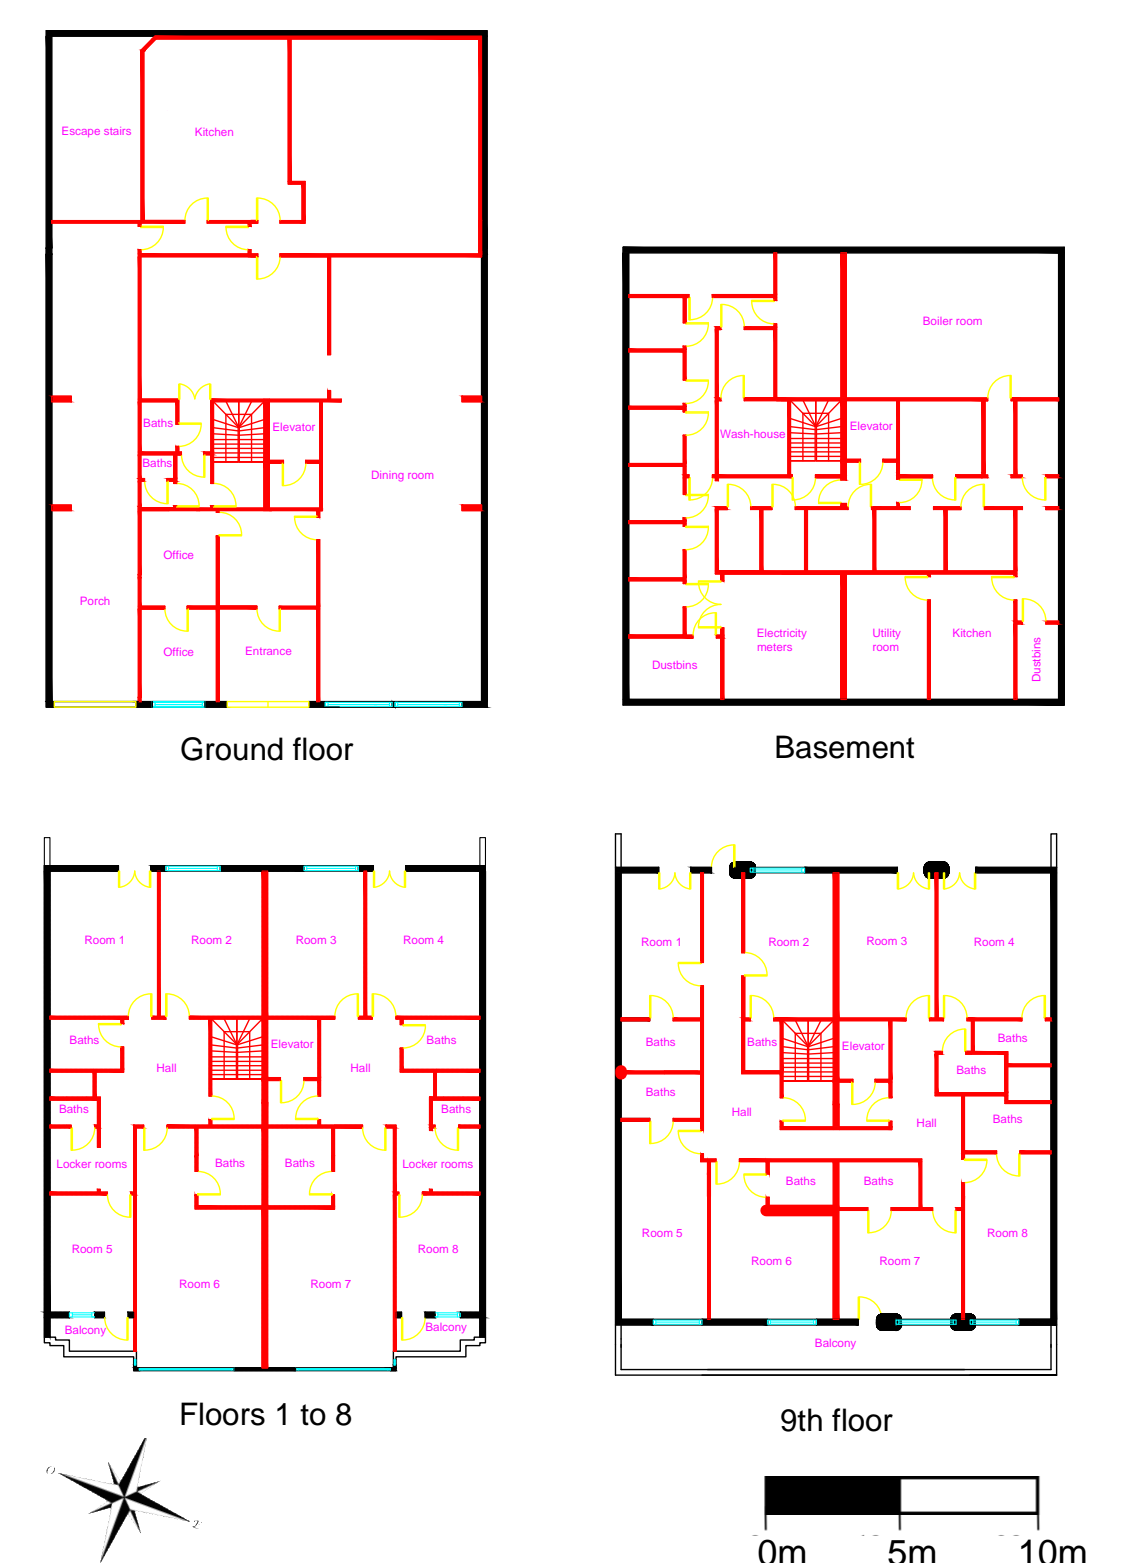 Escape stairs
Kitchen
Baths
Elevator
Baths
Dining room
Office
Porch
Office
Entrance
Ground floor
Boiler room
Wash-house
Elevator
Electricity
meters
Utility
room
Kitchen
Dustbins
Dustbins
Basement
Room 1
Room 2
Room 3
Room 4
Baths
Elevator
Baths
Hall
Hall
Baths
Baths
Locker rooms
Baths
Baths
Locker rooms
Room 5
Room 6
Room 7
Room 8
Balcony
Balcony
Floors 1 to 8
Room 1
Room 2
Room 3
Room 4
Baths
Baths
Elevator
Baths
Baths
Baths
Hall
Hall
Baths
Baths
Baths
Room 5
Room 6
Room 7
Room 8
Balcony
9th floor
0m 5m 10m